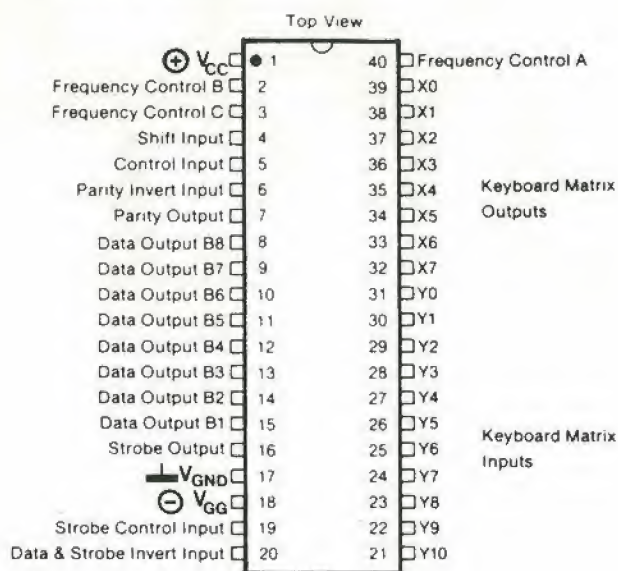 Top View
VCC 1 40 Frequency Control A
Frequency Control B 2 39 X0
Frequency Control C 3 38 X1
Shift Input 4 37 X2
Control Input 5 36 X3
Parity Invert Input 6 35 X4 Keyboard Matrix
Parity Output 7 34 X5 Outputs
Data Output B8 8 33 X6
Data Output B7 9 32 X7
Data Output B6 10 31 Y0
Data Output B5 11 30 Y1
Data Output B4 12 29 Y2
Data Output B3 13 28 Y3
Data Output B2 14 27 Y4
Data Output B1 15 26 Y5 Keyboard Matrix
Strobe Output 16 25 Y6 Inputs
VGND 17 24 Y7
VGG 18 23 Y8
Strobe Control Input 19 22 Y9
Data & Strobe Invert Input 20 21 Y10